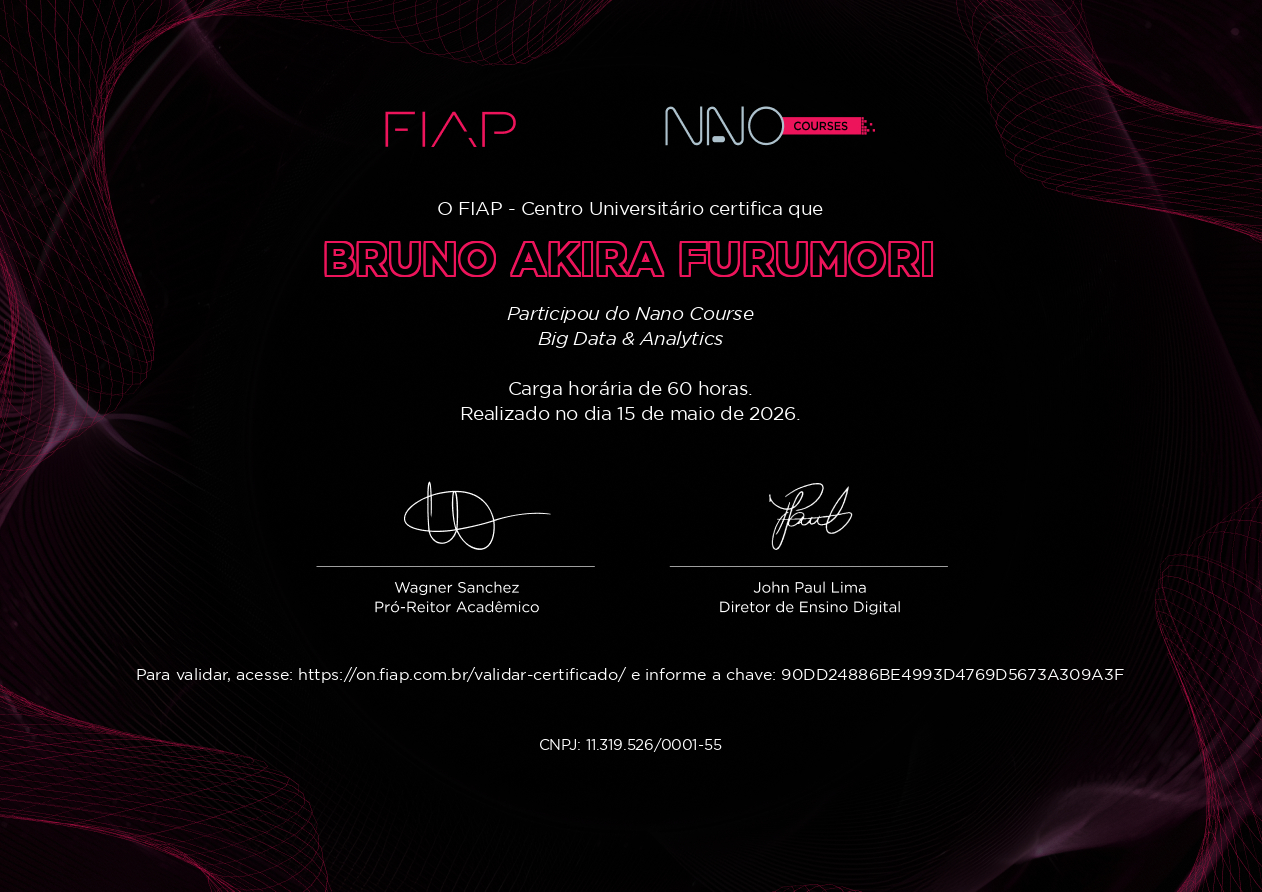 FIAP
NANO COURSES
O FIAP - Centro Universitário certifica que
BRUNO AKIRA FURUMORI
Participou do Nano Course
Big Data & Analytics
Carga horária de 60 horas.
Realizado no dia 15 de maio de 2026.
Paul
Wagner Sanchez
Pró-Reitor Acadêmico
John Paul Lima
Diretor de Ensino Digital
Para validar, acesse: https://on.fiap.com.br/validar-certificado/ e informe a chave: 90DD24886BE4993D4769D5673A309A3F
CNPJ: 11.319.526/0001-55